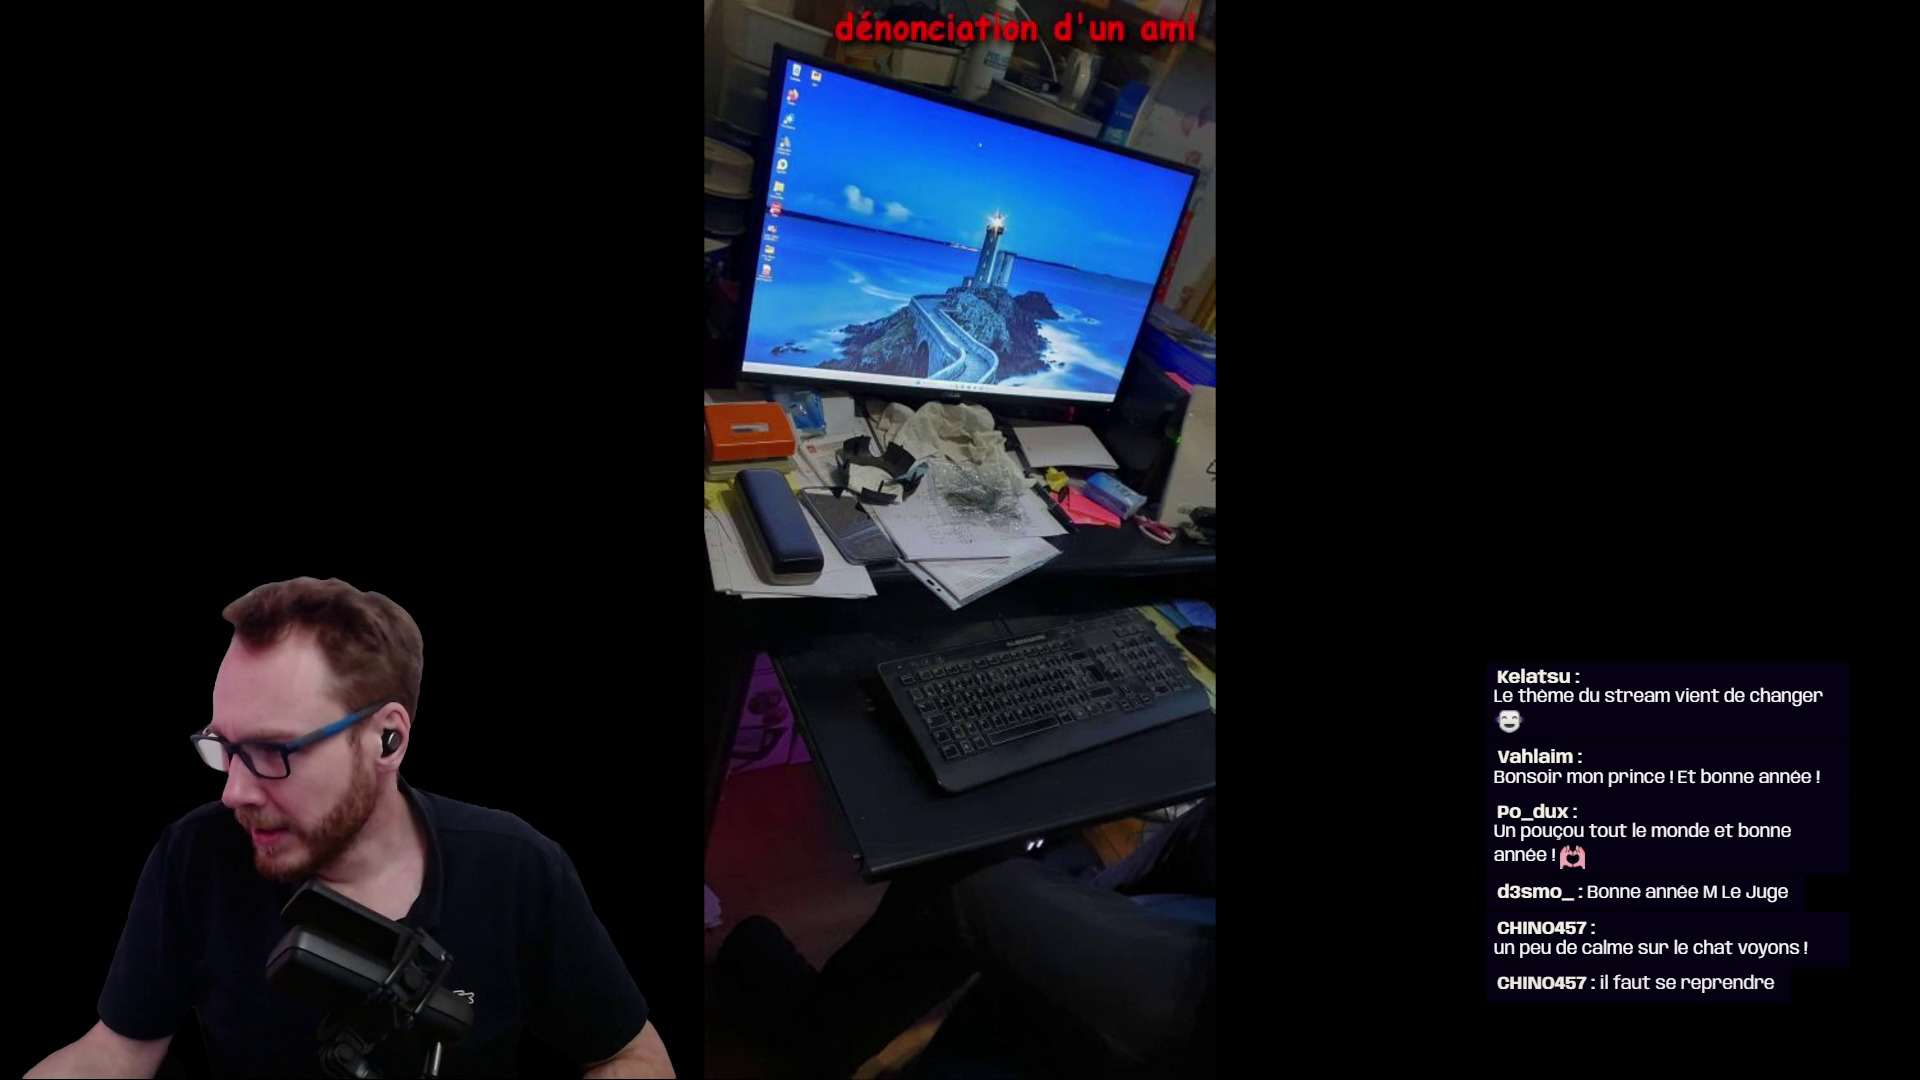 dénonciation d'un ami
Kelatsu :
Le thème du stream vient de changer
Vahlaim :
Bonsoir mon prince ! Et bonne année !
Po_dux :
Un pouçou tout le monde et bonne
année !
d3smo_ : Bonne année M Le Juge
CHINO457 :
un peu de calme sur le chat voyons !
CHINO457 : il faut se reprendre